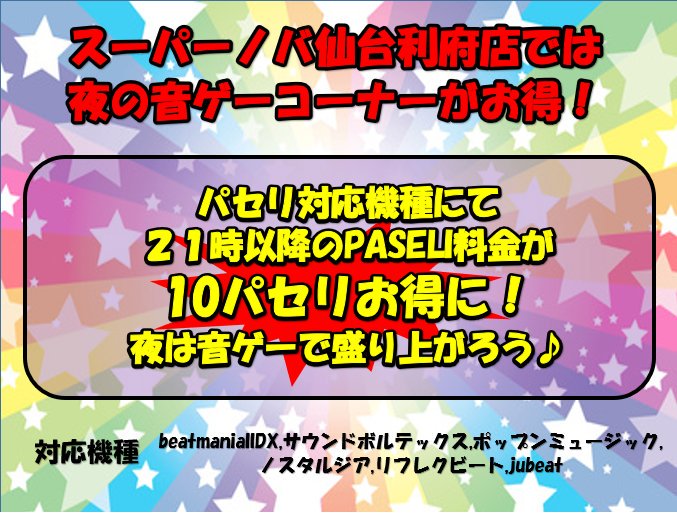 スーパーノバ仙台利府店では
夜の音ゲーコーナーがお得!
パセリ対応機種にて
21時以降のPASELI料金が
10パセリお得に!
夜は音ゲーで盛り上がろう♪
対応機種
beatmaniaIIDX,サウンドボルテックス,ポップンミュージック,
ノスタルジア,リフレクビート,jubeat